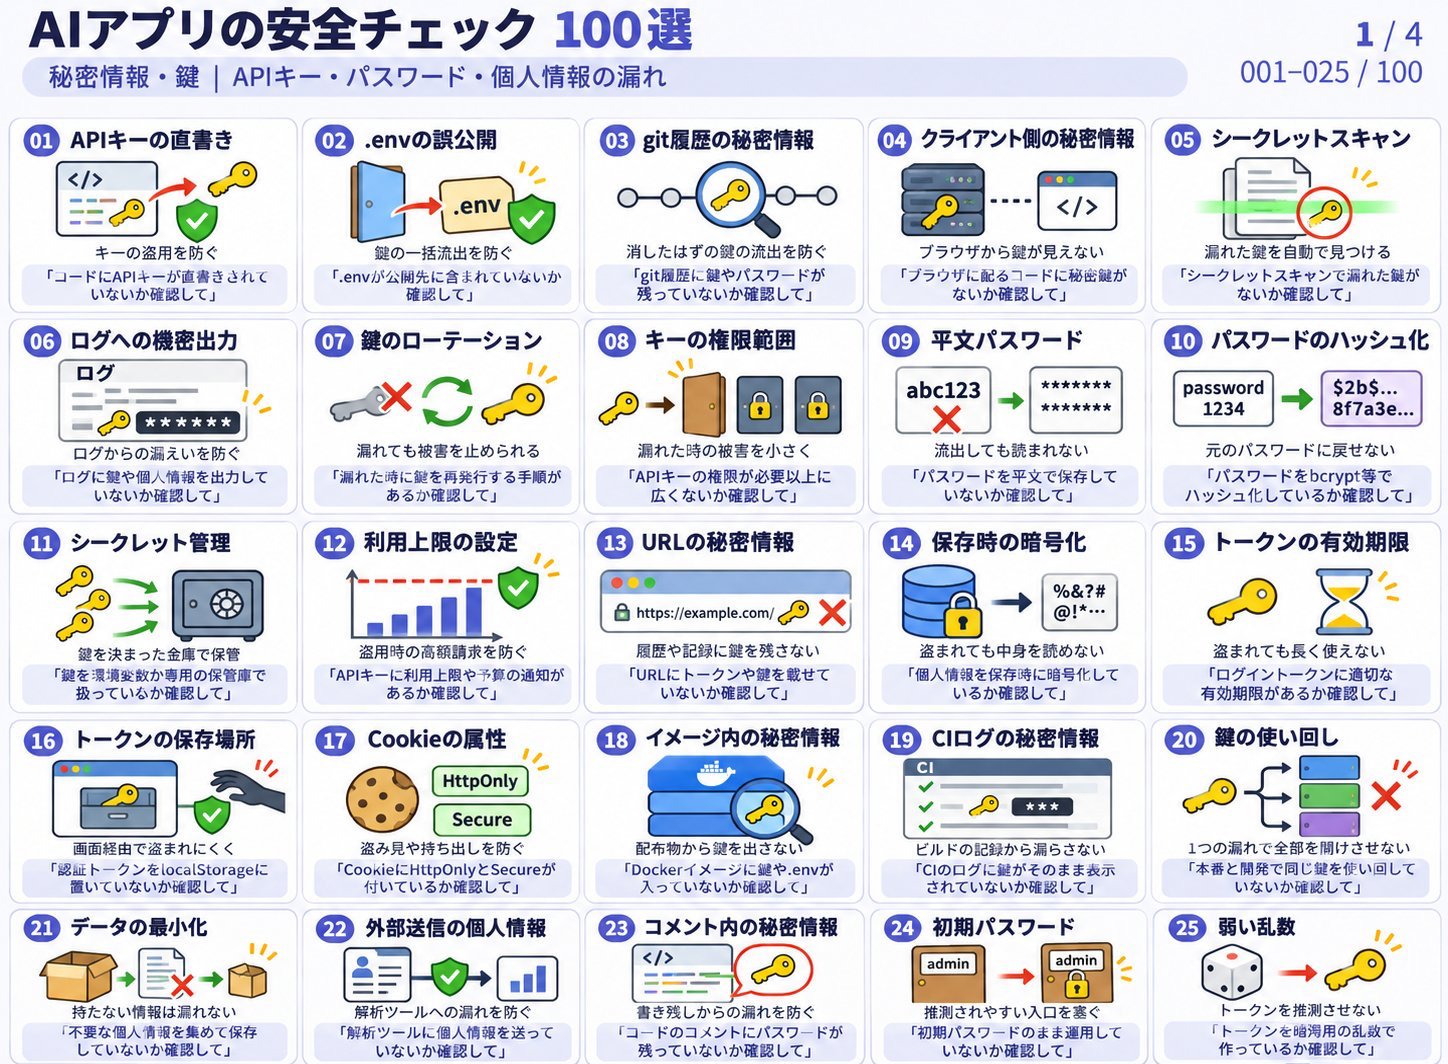 AIアプリの安全チェック 100選
1 / 4
秘密情報・鍵 | APIキー・パスワード・個人情報の漏れ
001-025 / 100
01 APIキーの直書き
</>
キーの盗用を防ぐ
「コードにAPIキーが直書きされて
いないか確認して」
02 .envの誤公開
.env
鍵の一括流出を防ぐ
「.envが公開先に含まれていないか
確認して」
03 git履歴の秘密情報
消したはずの鍵の流出を防ぐ
「git履歴に鍵やパスワードが
残っていないか確認して」
04 クライアント側の秘密情報
</>
ブラウザから鍵が見えない
「ブラウザに配るコードに秘密鍵が
ないか確認して」
05 シークレットスキャン
漏れた鍵を自動で見つける
「シークレットスキャンで漏れた鍵が
ないか確認して」
06 ログへの機密出力
ログ
******
ログからの漏えいを防ぐ
「ログに鍵や個人情報を出力して
いないか確認して」
07 鍵のローテーション
漏れても被害を止められる
「漏れた時に鍵を再発行する手順が
あるか確認して」
08 キーの権限範囲
漏れた時の被害を小さく
「APIキーの権限が必要以上に
広くないか確認して」
09 平文パスワード
abc123
*******
*******
流出しても読まれない
「パスワードを平文で保存して
いないか確認して」
10 パスワードのハッシュ化
password
1234
$2b$...
8f7a3e...
元のパスワードに戻せない
「パスワードをbcrypt等で
ハッシュ化しているか確認して」
11 シークレット管理
鍵を決まった金庫で保管
「鍵を環境変数か専用の保管庫で
扱っているか確認して」
12 利用上限の設定
盗用時の高額請求を防ぐ
「APIキーに利用上限や予算の通知が
あるか確認して」
13 URLの秘密情報
https://example.com/
履歴や記録に鍵を残さない
「URLにトークンや鍵を載せて
いないか確認して」
14 保存時の暗号化
%&?#
@!*···
盗まれても中身を読めない
「個人情報を保存時に暗号化して
いるか確認して」
15 トークンの有効期限
盗まれても長く使えない
「ログイントークンに適切な
有効期限があるか確認して」
16 トークンの保存場所
画面経由で盗まれにくく
「認証トークンをlocalStorageに
置いていないか確認して」
17 Cookieの属性
HttpOnly
Secure
盗み見や持ち出しを防ぐ
「CookieにHttpOnlyとSecureが
付いているか確認して」
18 イメージ内の秘密情報
配布物から鍵を出さない
「Dockerイメージに鍵や.envが
入っていないか確認して」
19 CIログの秘密情報
CI
***
ビルドの記録から漏らさない
「CIのログに鍵がそのまま表示
されていないか確認して」
20 鍵の使い回し
1つの漏れで全部を開けさせない
「本番と開発で同じ鍵を使い回して
いないか確認して」
21 データの最小化
持たない情報は漏れない
「不要な個人情報を集めて保存
していないか確認して」
22 外部送信の個人情報
解析ツールへの漏れを防ぐ
「解析ツールに個人情報を送って
いないか確認して」
23 コメント内の秘密情報
</>
書き残しからの漏れを防ぐ
「コードのコメントにパスワードが
残っていないか確認して」
24 初期パスワード
admin
admin
推測されやすい入口を塞ぐ
「初期パスワードのまま運用して
いないか確認して」
25 弱い乱数
トークンを推測させない
「トークンを暗号用の乱数で
作っているか確認して」